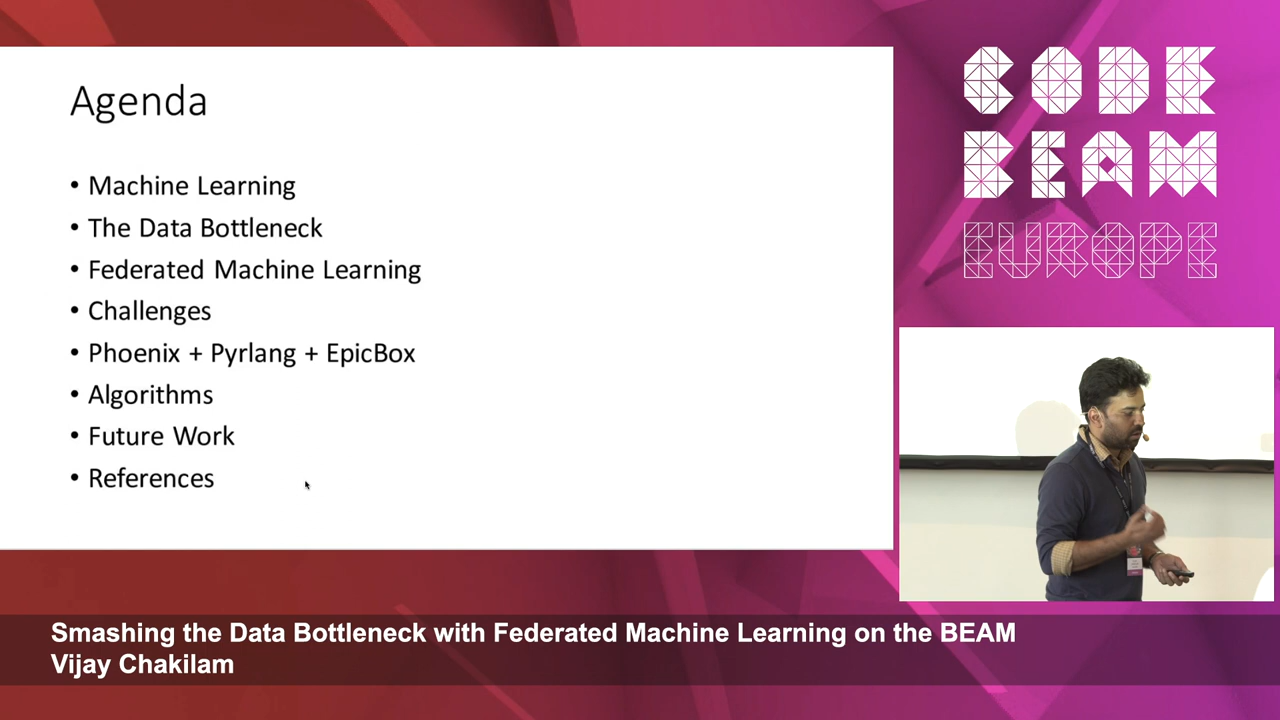 Agenda
• Machine Learning
• The Data Bottleneck
• Federated Machine Learning
• Challenges
• Phoenix + Pyrlang + EpicBox
• Algorithms
• Future Work
• References
CODE
BEAM
EUROPE
Smashing the Data Bottleneck with Federated Machine Learning on the BEAM
Vijay Chakilam